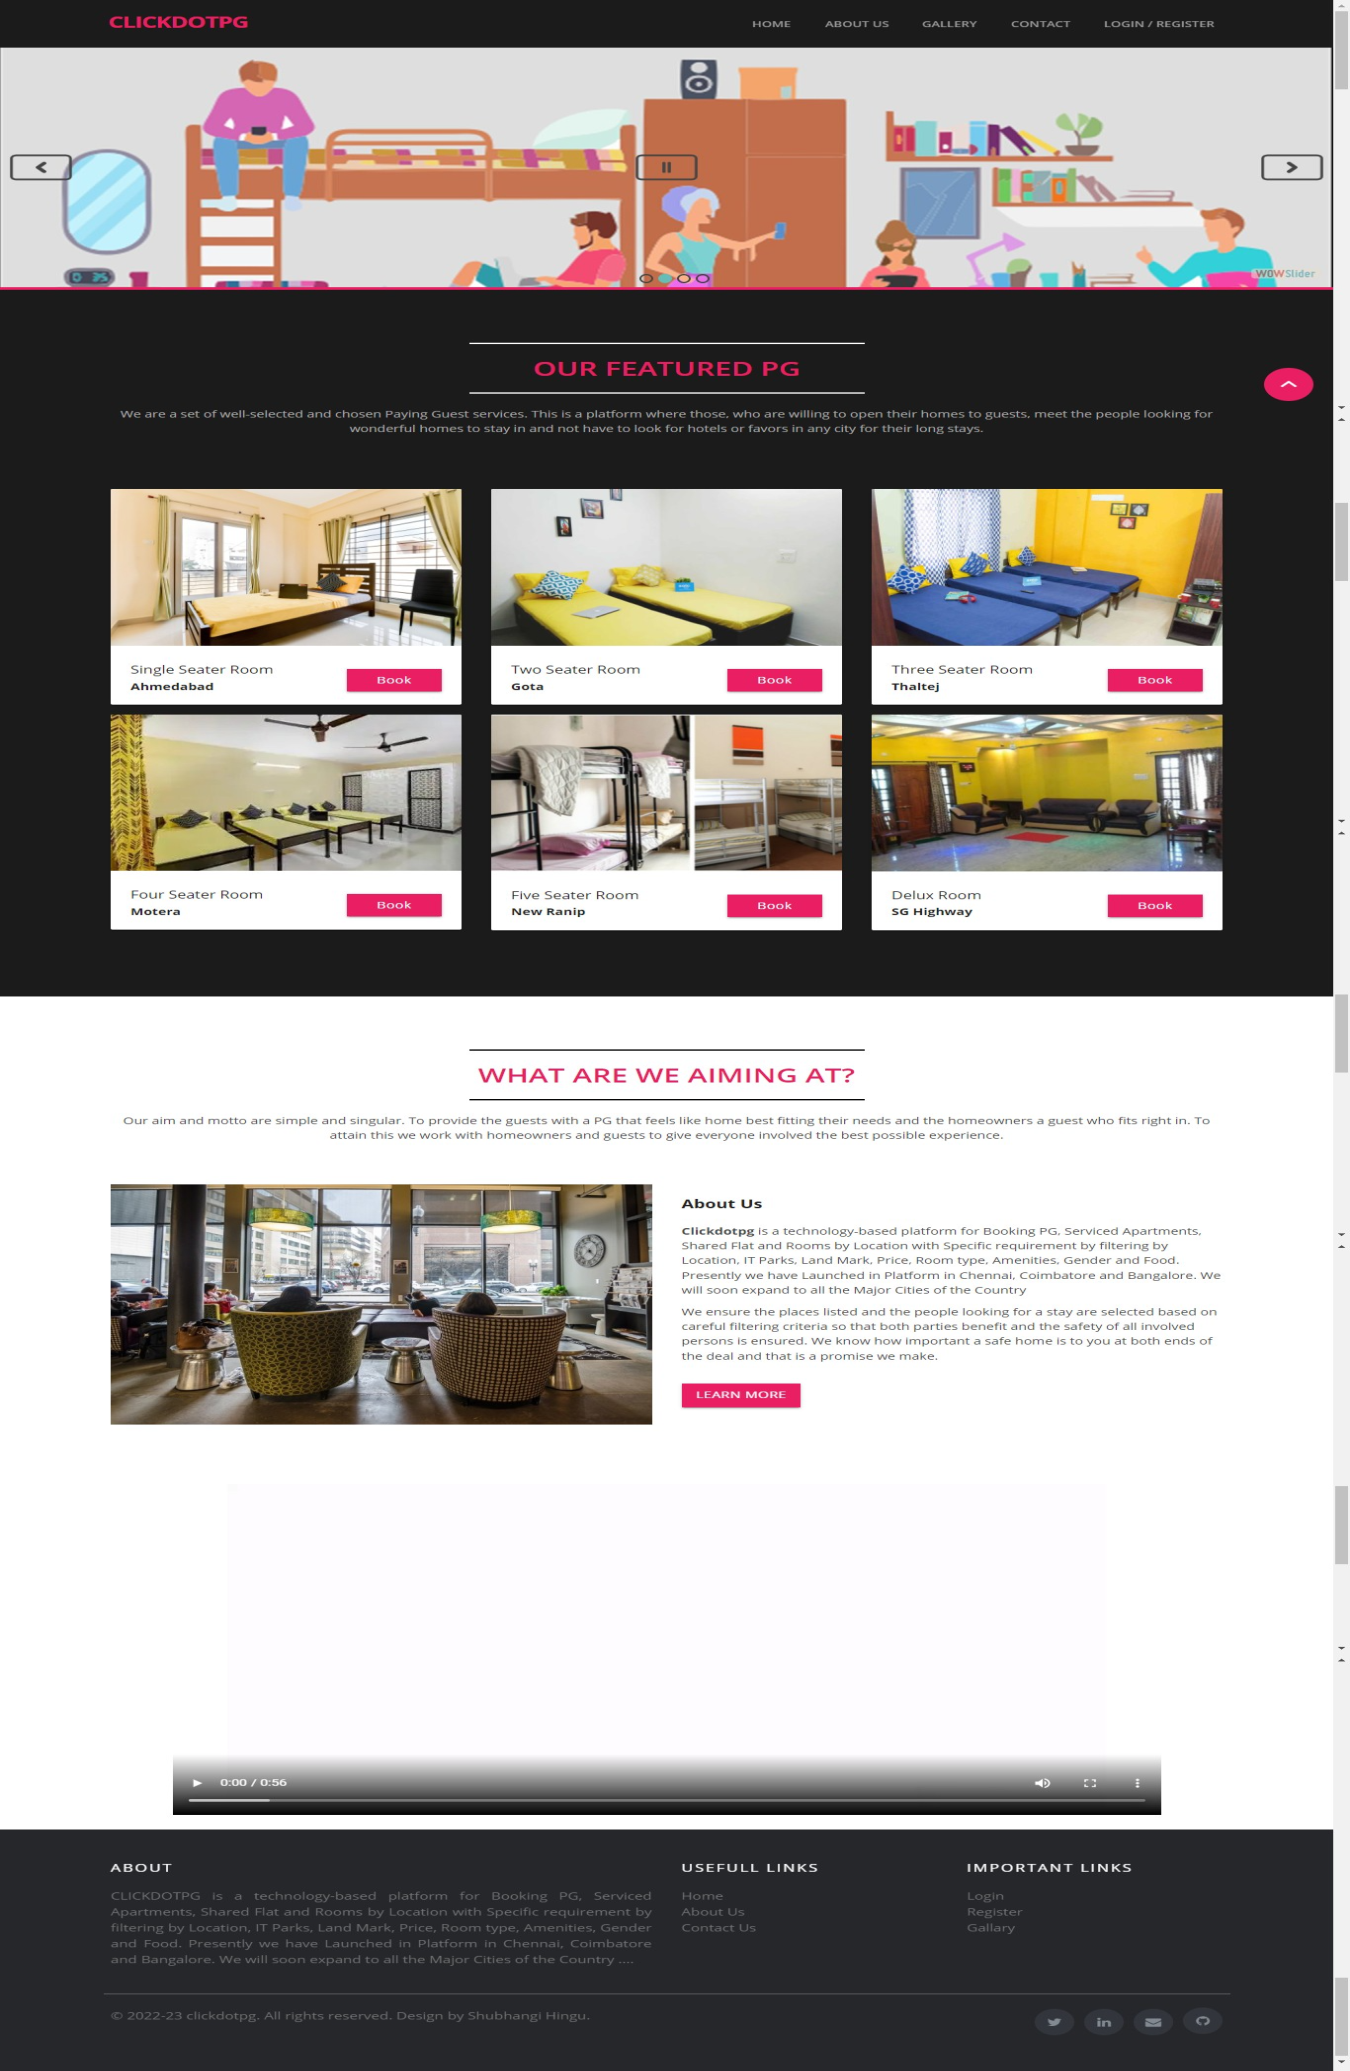 CLICKDOTPG
HOME ABOUT US GALLERY CONTACT LOGIN / REGISTER
WOWSlider
OUR FEATURED PG
We are a set of well-selected and chosen Paying Guest services. This is a platform where those, who are willing to open their homes to guests, meet the people looking for
wonderful homes to stay in and not have to look for hotels or favors in any city for their long stays.
Single Seater Room
Ahmedabad
Book
Two Seater Room
Gota
Book
Three Seater Room
Thaltej
Book
Four Seater Room
Motera
Book
Five Seater Room
New Ranip
Book
Delux Room
SG Highway
Book
WHAT ARE WE AIMING AT?
Our aim and motto are simple and singular. To provide the guests with a PG that feels like home best fitting their needs and the homeowners a guest who fits right in. To
attain this we work with homeowners and guests to give everyone involved the best possible experience.
About Us
Clickdotpg is a technology-based platform for Booking PG, Serviced Apartments,
Shared Flat and Rooms by Location with Specific requirement by filtering by
Location, IT Parks, Land Mark, Price, Room type, Amenities, Gender and Food.
Presently we have Launched in Platform in Chennai, Coimbatore and Bangalore. We
will soon expand to all the Major Cities of the Country
We ensure the places listed and the people looking for a stay are selected based on
careful filtering criteria so that both parties benefit and the safety of all involved
persons is ensured. We know how important a safe home is to you at both ends of
the deal and that is a promise we make.
LEARN MORE
0:00 / 0:56
ABOUT
CLICKDOTPG is a technology-based platform for Booking PG, Serviced
Apartments, Shared Flat and Rooms by Location with Specific requirement by
filtering by Location, IT Parks, Land Mark, Price, Room type, Amenities, Gender
and Food. Presently we have Launched in Platform in Chennai, Coimbatore
and Bangalore. We will soon expand to all the Major Cities of the Country ....
USEFULL LINKS
Home
About Us
Contact Us
IMPORTANT LINKS
Login
Register
Gallary
© 2022-23 clickdotpg. All rights reserved. Design by Shubhangi Hingu.